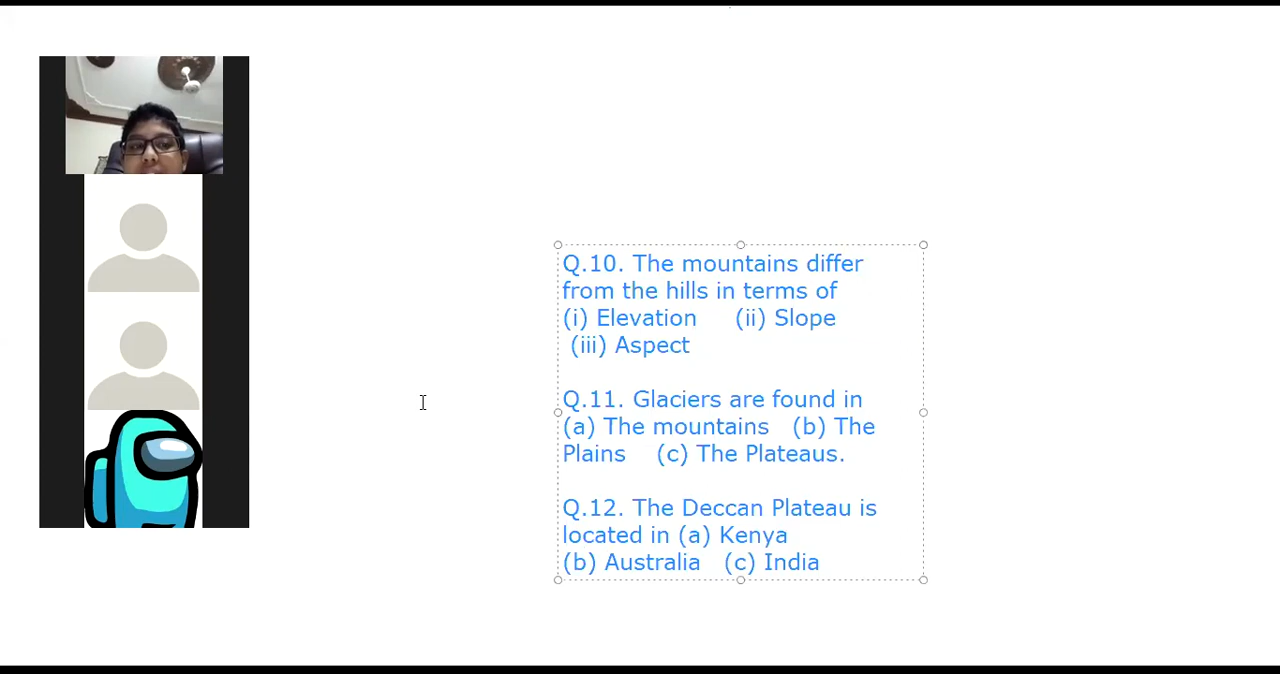 Q.10. The mountains differ
from the hills in terms of
(i) Elevation (ii) Slope
(iii) Aspect
Q.11. Glaciers are found in
(a) The mountains (b) The
Plains (c) The Plateaus.
Q.12. The Deccan Plateau is
located in (a) Kenya
(b) Australia (c) India